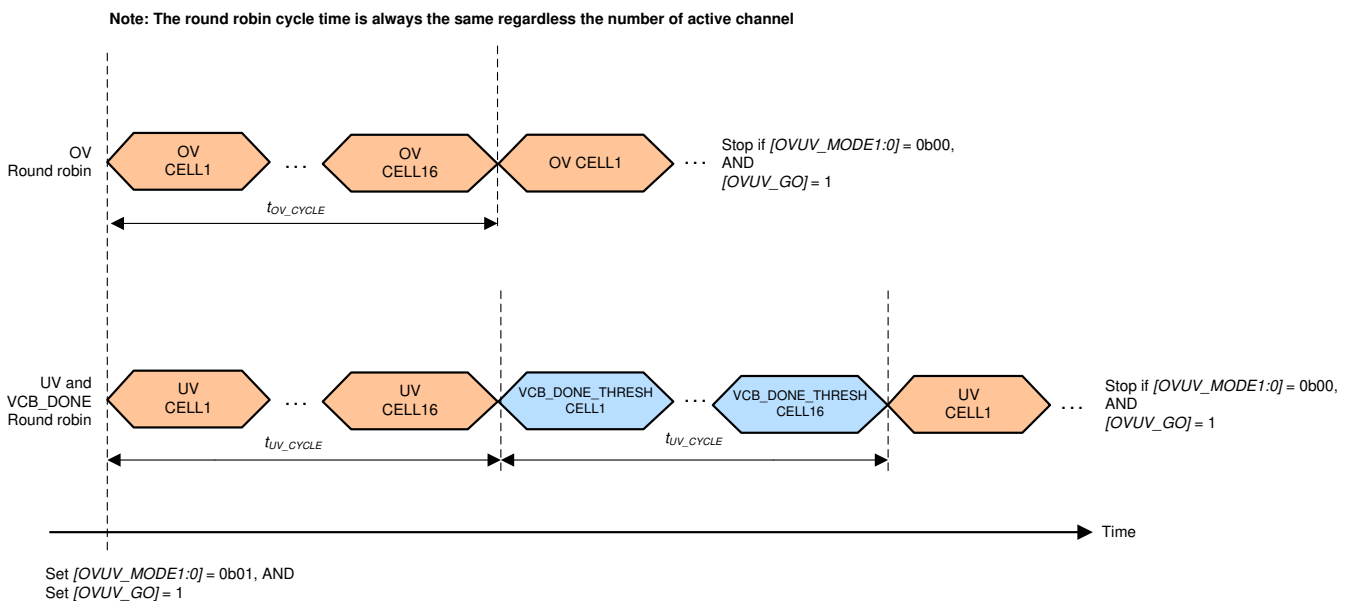 Note: The round robin cycle time is always the same regardless the number of active channel
OV
Round robin
OV
CELL1
...
OV
CELL16
OV CELL1
...
Stop if [OVUV_MODE1:0] = 0b00,
AND
[OVUV_GO] = 1
tOV_CYCLE
UV and
VCB_DONE
Round robin
UV
CELL1
...
UV
CELL16
VCB_DONE_THRESH
CELL1
...
VCB_DONE_THRESH
CELL16
UV
CELL1
...
Stop if [OVUV_MODE1:0] = 0b00,
AND
[OVUV_GO] = 1
tUV_CYCLE
tUV_CYCLE
Time
Set [OVUV_MODE1:0] = 0b01, AND
Set [OVUV_GO] = 1